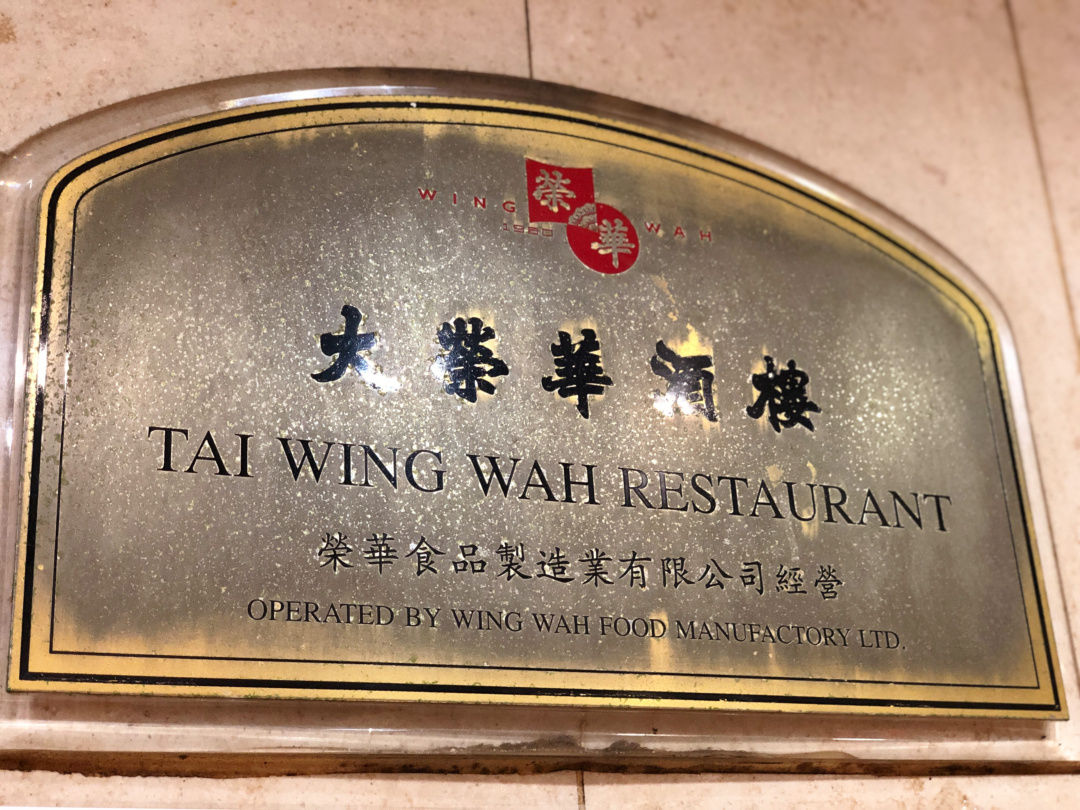 WING 榮 華 WAH
大榮華酒樓
TAI WING WAH RESTAURANT
榮華食品製造業有限公司經營
OPERATED BY WING WAH FOOD MANUFACTORY LTD.